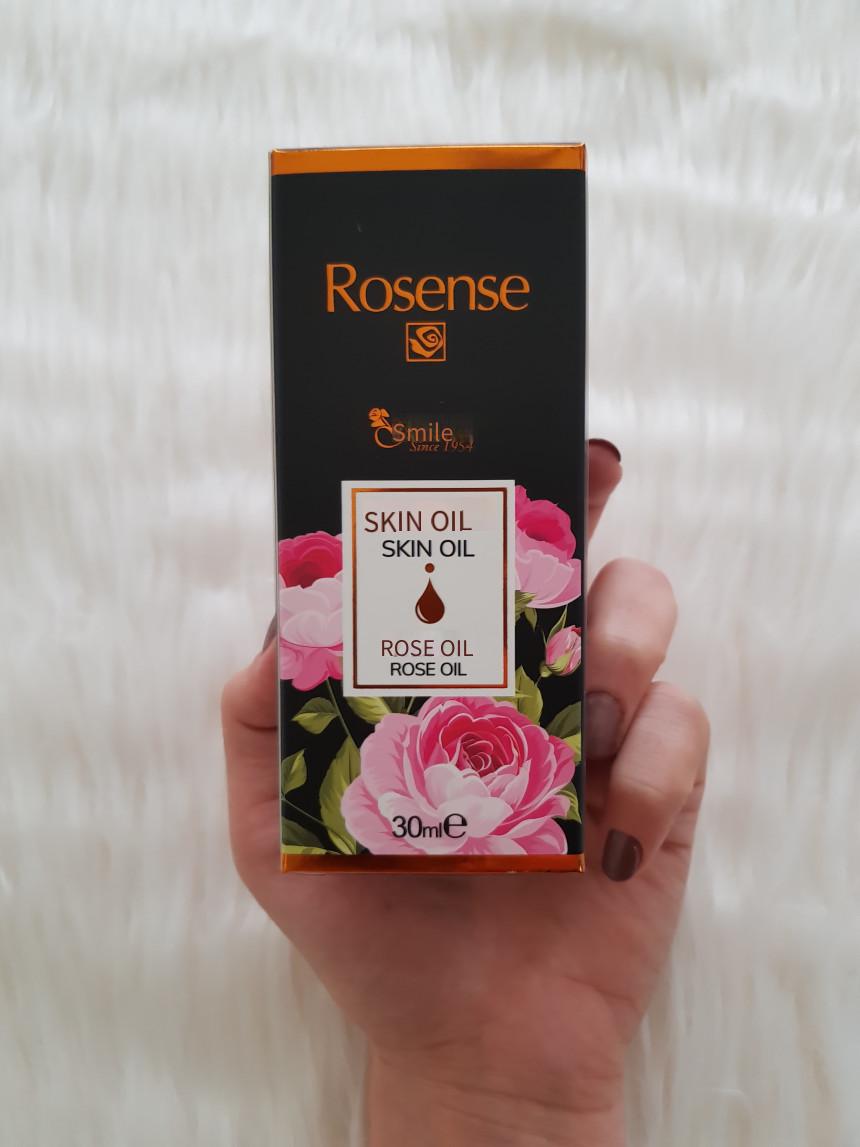 Rosense
Smile
Since 1954
SKIN OIL
SKIN OIL
ROSE OIL
ROSE OIL
30ml℮